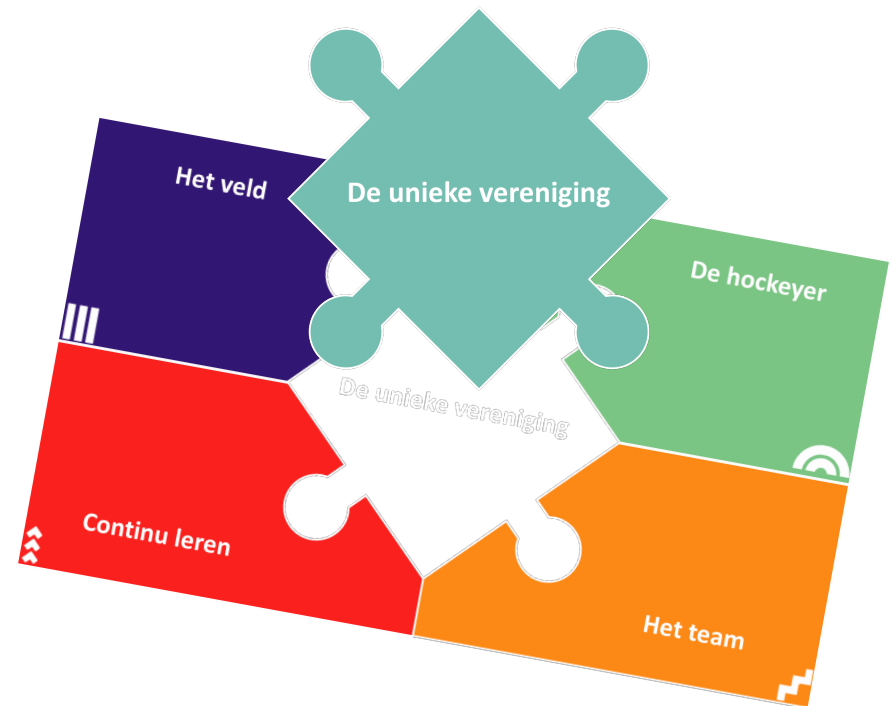 Het veld
De unieke vereniging
De hockeyer
De unieke vereniging
Continu leren
Het team